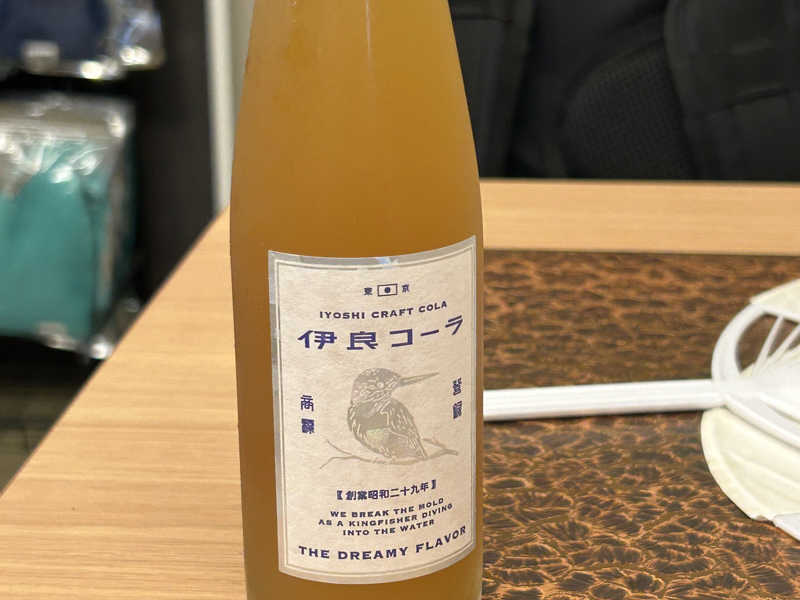 東 京
IYOSHI CRAFT COLA
伊良コーラ
商標
登録
【創業昭和二十九年】
WE BREAK THE MOLD
AS A KINGFISHER DIVING
INTO THE WATER
THE DREAMY FLAVOR